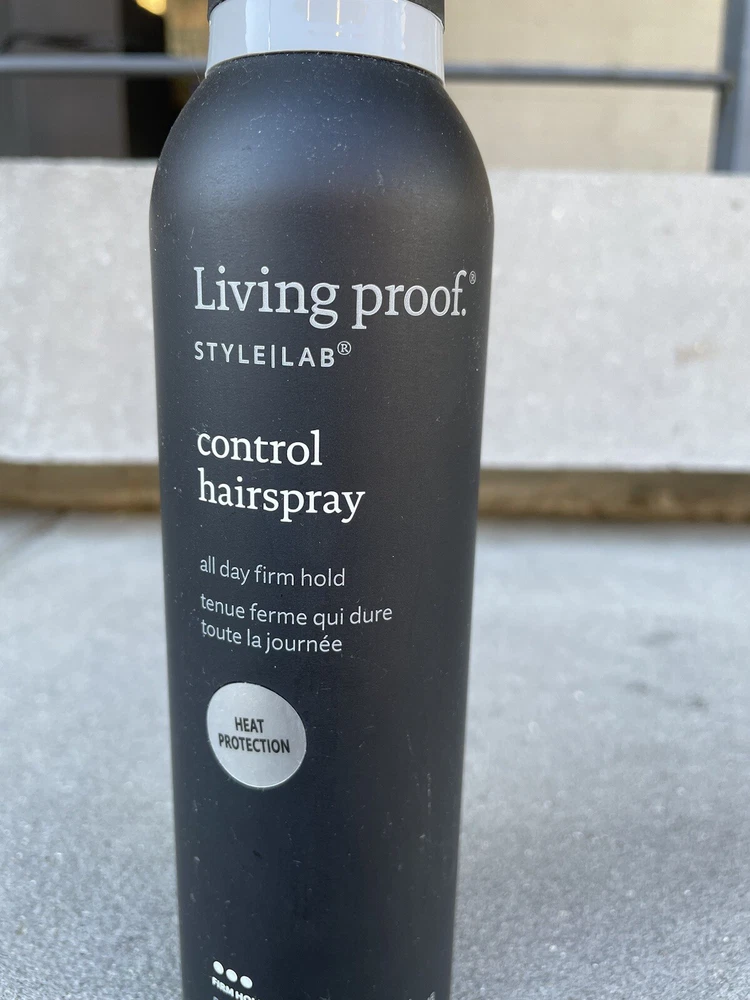 Living proof.®
STYLE|LAB®
control
hairspray
all day firm hold
tenue ferme qui dure
toute la journée
HEAT
PROTECTION
FIRM